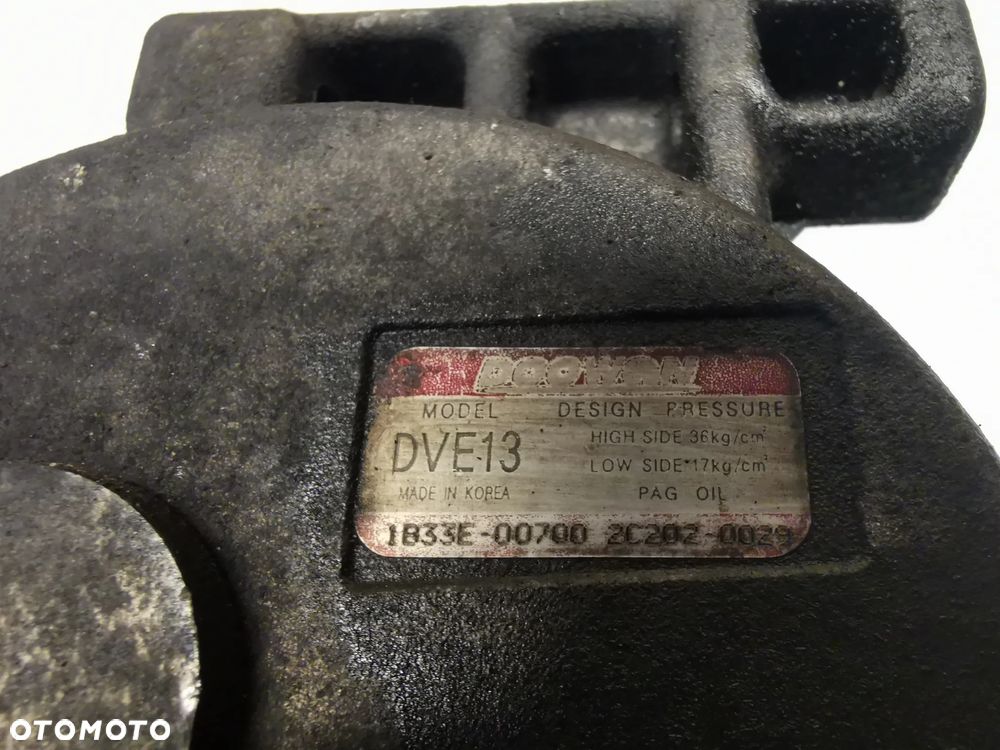 DOOWON
MODEL DESIGN PRESSURE
DVE13 HIGH SIDE 36kg/cm²
LOW SIDE 17kg/cm²
MADE IN KOREA PAG OIL
1B33E-00700 2C202-0029
OTOMOTO